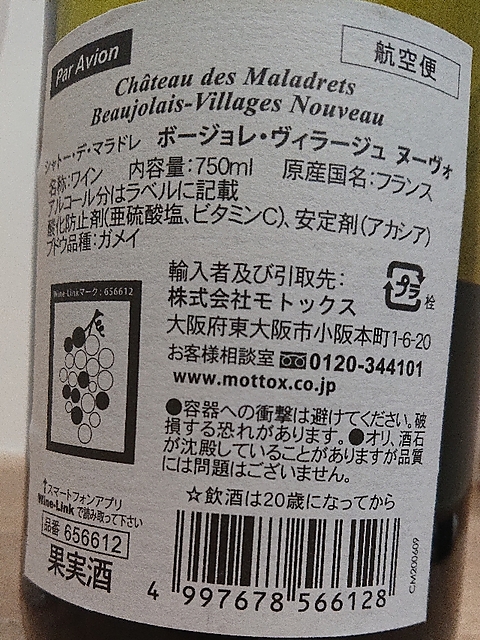 Par Avion
航空便
Château des Maladrets
Beaujolais-Villages Nouveau
シャトー・デ・マラドレ ボージョレ・ヴィラージュ ヌーヴォ
名称:ワイン 内容量:750ml 原産国名:フランス
アルコール分はラベルに記載
酸化防止剤(亜硫酸塩、ビタミンC)、安定剤(アカシア)
ブドウ品種:ガメイ
輸入者及び引取先:
株式会社モトックス
プラ 栓
大阪府東大阪市小阪本町1-6-20
お客様相談室 0120-344101
www.mottox.co.jp
Wine-Linkマーク:656612
●容器への衝撃は避けてください。破
損する恐れがあります。●オリ、酒石
が沈殿していることがありますが品質
には問題はございません。
☆飲酒は20歳になってから
↑スマートフォンアプリ
Wine-Linkで読み取って下さい
品番 656612
果実酒
4 997678 566128
CM200609